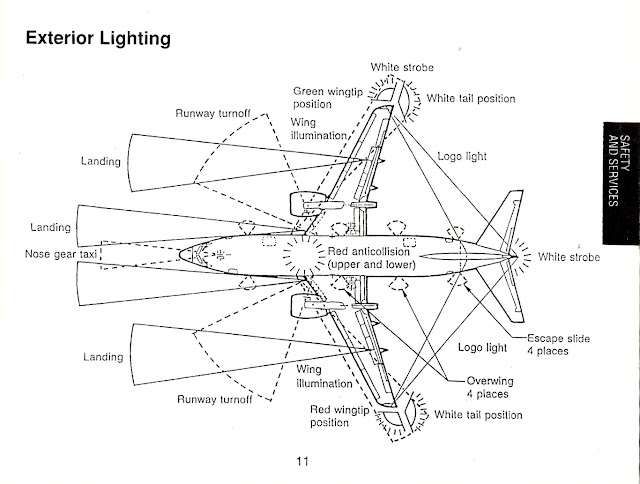 Exterior Lighting
White strobe
Green wingtip
position
White tail position
Runway turnoff
Wing
illumination
Landing
Logo light
SAFETY
AND SERVICES
Landing
Nose gear taxi
Red anticollision
(upper and lower)
White strobe
Landing
Logo light
Escape slide
4 places
Wing
illumination
Overwing
4 places
Runway turnoff
Red wingtip
position
White tail position
11